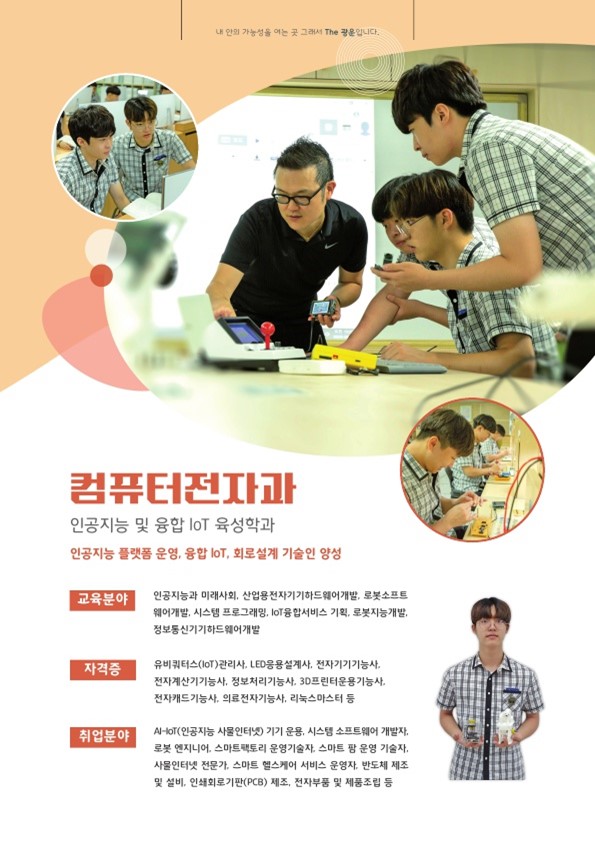 내 안의 가능성을 여는 곳 그래서 The 광운입니다.
컴퓨터전자과
인공지능 및 융합 IoT 육성학과
인공지능 플랫폼 운영, 융합 IoT, 회로설계 기술인 양성
교육분야
인공지능과 미래사회, 산업용전자기기하드웨어개발, 로봇소프트
웨어개발, 시스템 프로그래밍, IoT융합서비스 기획, 로봇지능개발,
정보통신기기하드웨어개발
자격증
유비쿼터스(IoT)관리사, LED응용설계사, 전자기기기능사,
전자계산기기능사, 정보처리기능사, 3D프린터운용기능사,
전자캐드기능사, 의료전자기능사, 리눅스마스터 등
취업분야
AI-IoT(인공지능 사물인터넷) 기기 운용, 시스템 소프트웨어 개발자,
로봇 엔지니어, 스마트팩토리 운영기술자, 스마트 팜 운영 기술자,
사물인터넷 전문가, 스마트 헬스케어 서비스 운영자, 반도체 제조
및 설비, 인쇄회로기판(PCB) 제조, 전자부품 및 제품조립 등